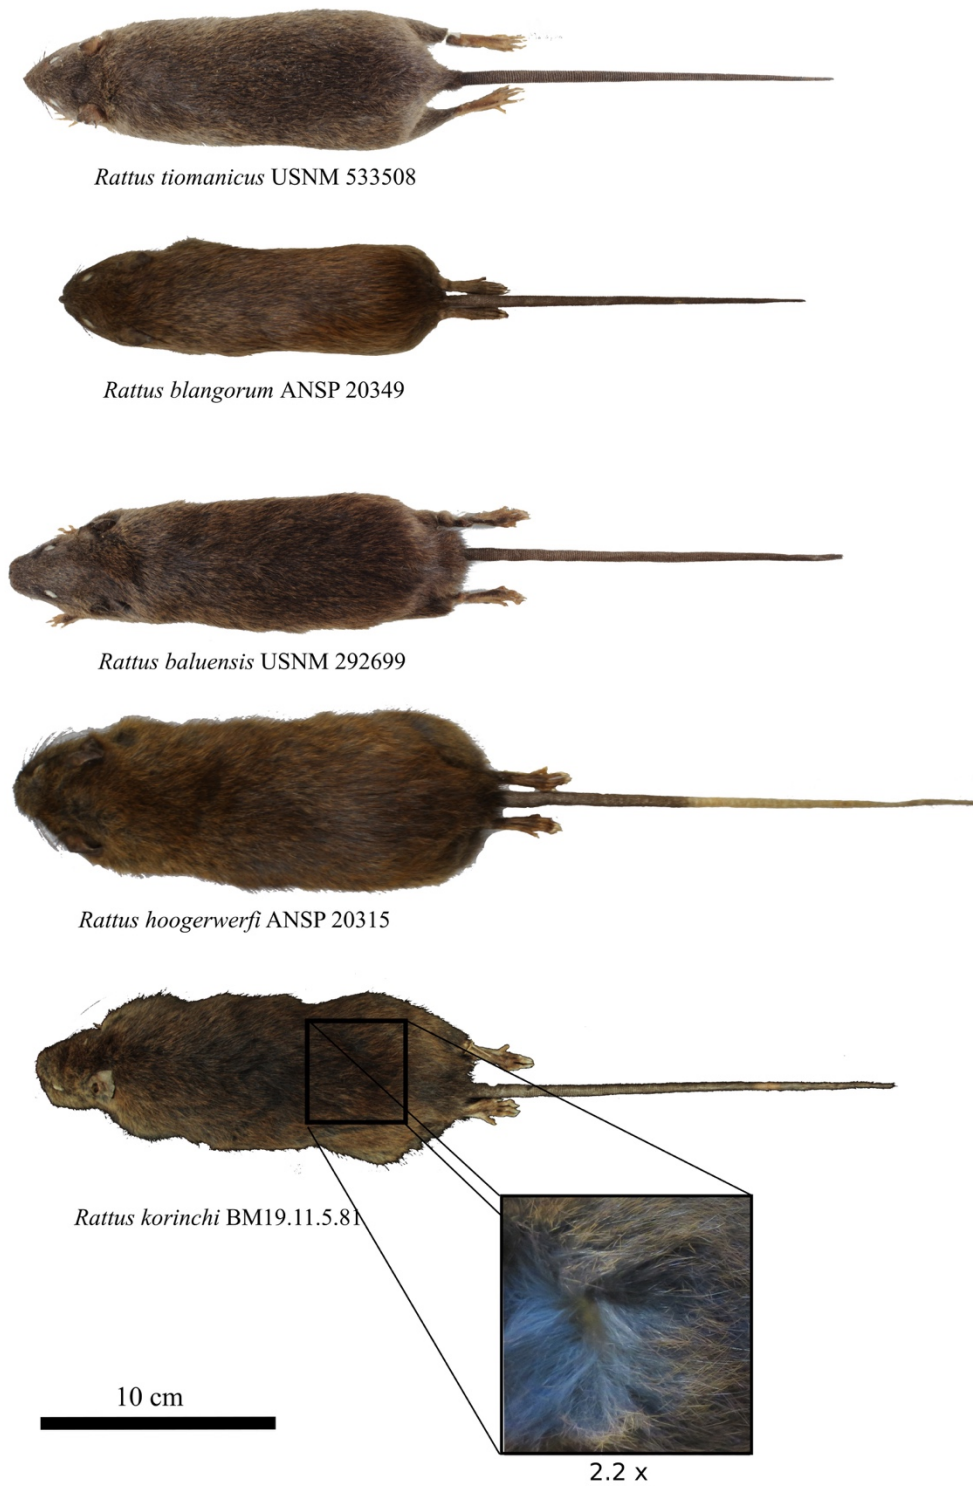 Rattus tiomanicus USNM 533508
Rattus blangorum ANSP 20349
Rattus baluensis USNM 292699
Rattus hoogerwerfi ANSP 20315
Rattus korinchi BM19.11.5.81
10 cm
2.2 x